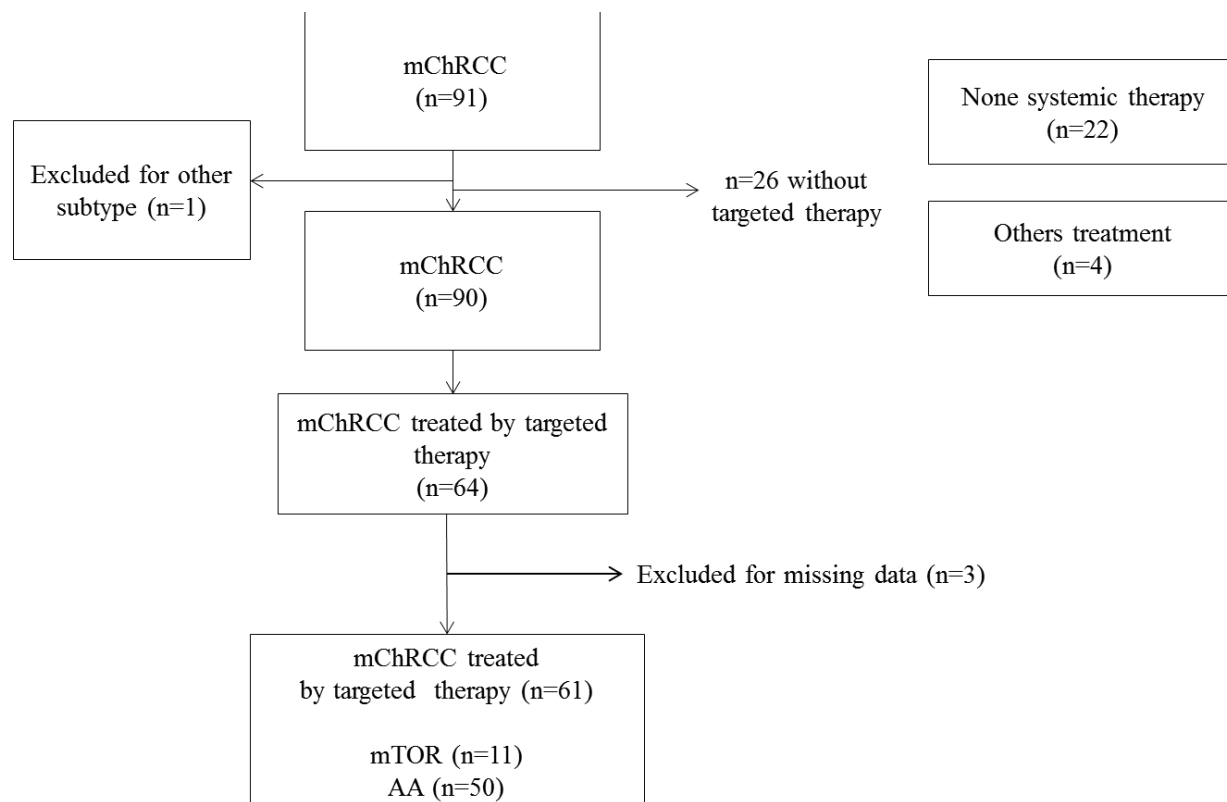 mChRCC
(n=91)
None systemic therapy
(n=22)
Excluded for other
subtype (n=1)
n=26 without
targeted therapy
Others treatment
(n=4)
mChRCC
(n=90)
mChRCC treated by targeted
therapy
(n=64)
Excluded for missing data (n=3)
mChRCC treated
by targeted therapy (n=61)
mTOR (n=11)
AA (n=50)